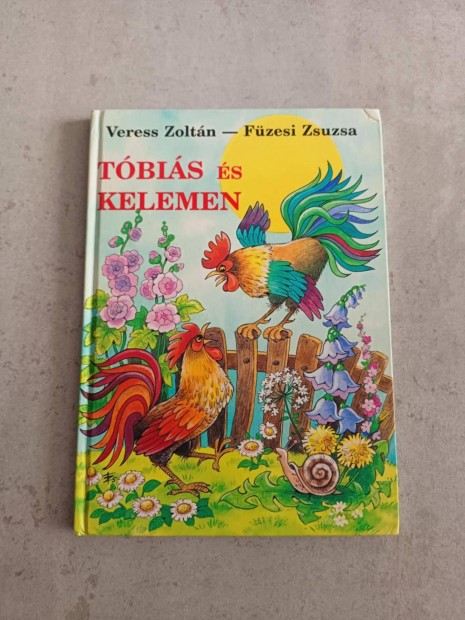 Veress Zoltán — Füzesi Zsuzsa
TÓBIÁS ÉS
KELEMEN